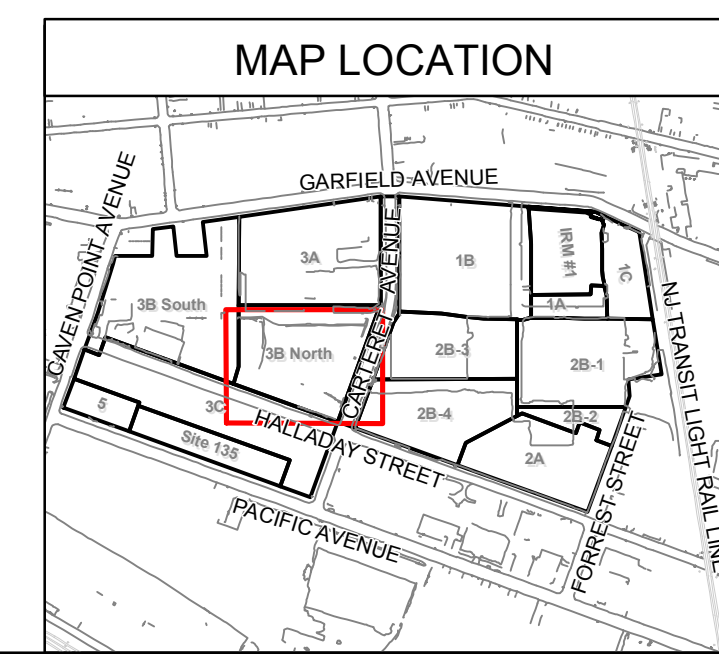 MAP LOCATION
GARFIELD AVENUE
CAVEN POINT AVENUE
CARTERET AVENUE
3A
1B
IRM #1
1C
1A
3B South
3B North
2B-3
2B-1
NJ TRANSIT LIGHT RAIL LINE
3C
2B-4
2B-2
5
Site 135
HALLADAY STREET
2A
FORREST STREET
PACIFIC AVENUE